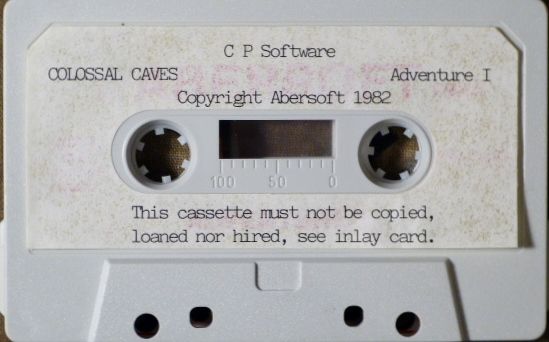 C P Software
COLOSSAL CAVES Adventure I
Copyright Abersoft 1982
100 50 0
This cassette must not be copied,
loaned nor hired, see inlay card.